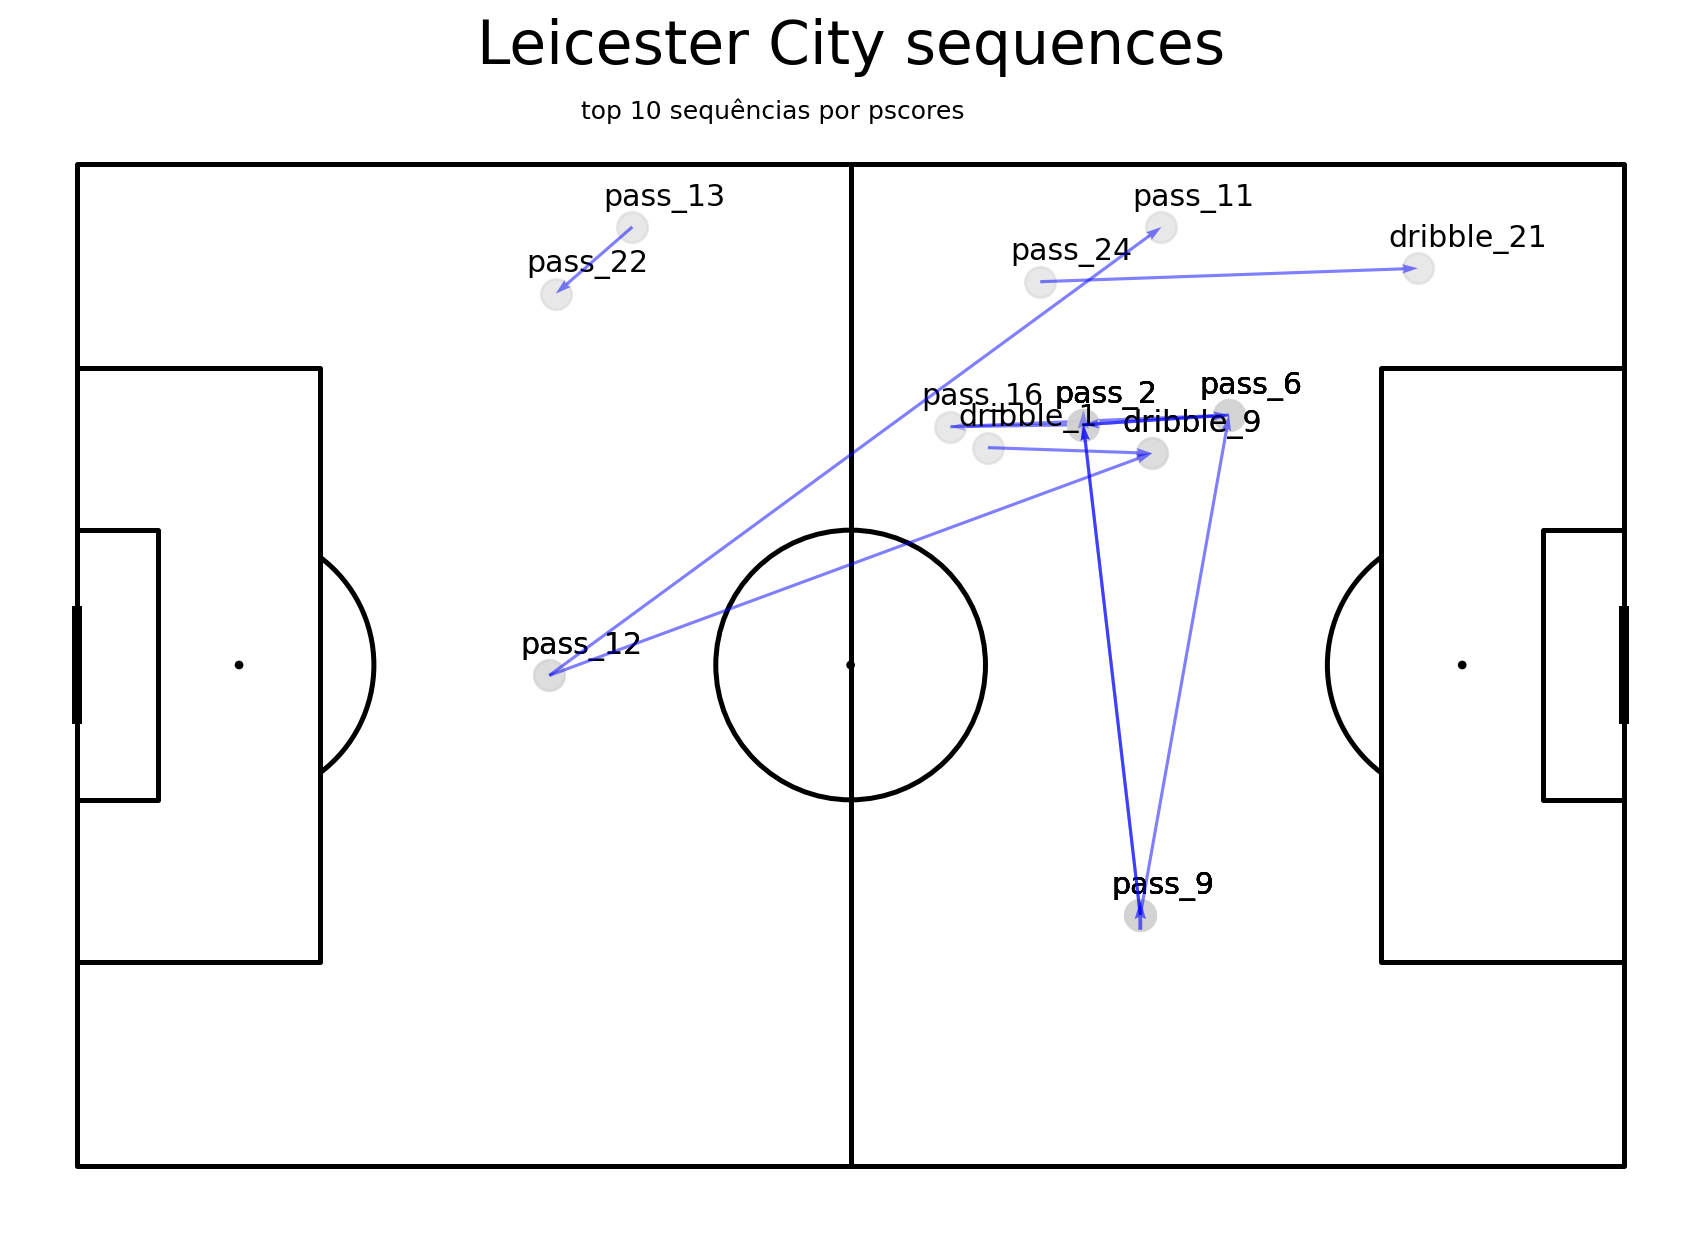 Leicester City sequences
top 10 sequências por pscores
pass_13
pass_11
dribble_21
pass_24
pass_22
pass_6
pass_2
pass_16
dribble_1
dribble_9
pass_12
pass_9